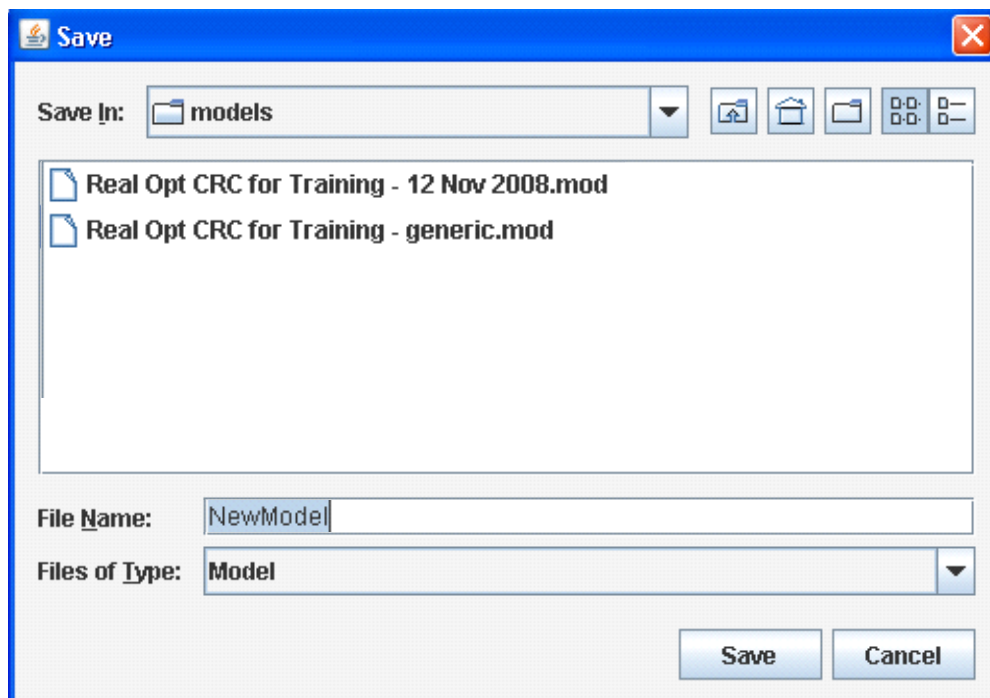 Save
Save In: models
Real Opt CRC for Training - 12 Nov 2008.mod
Real Opt CRC for Training - generic.mod
File Name: NewModel
Files of Type: Model
Save Cancel